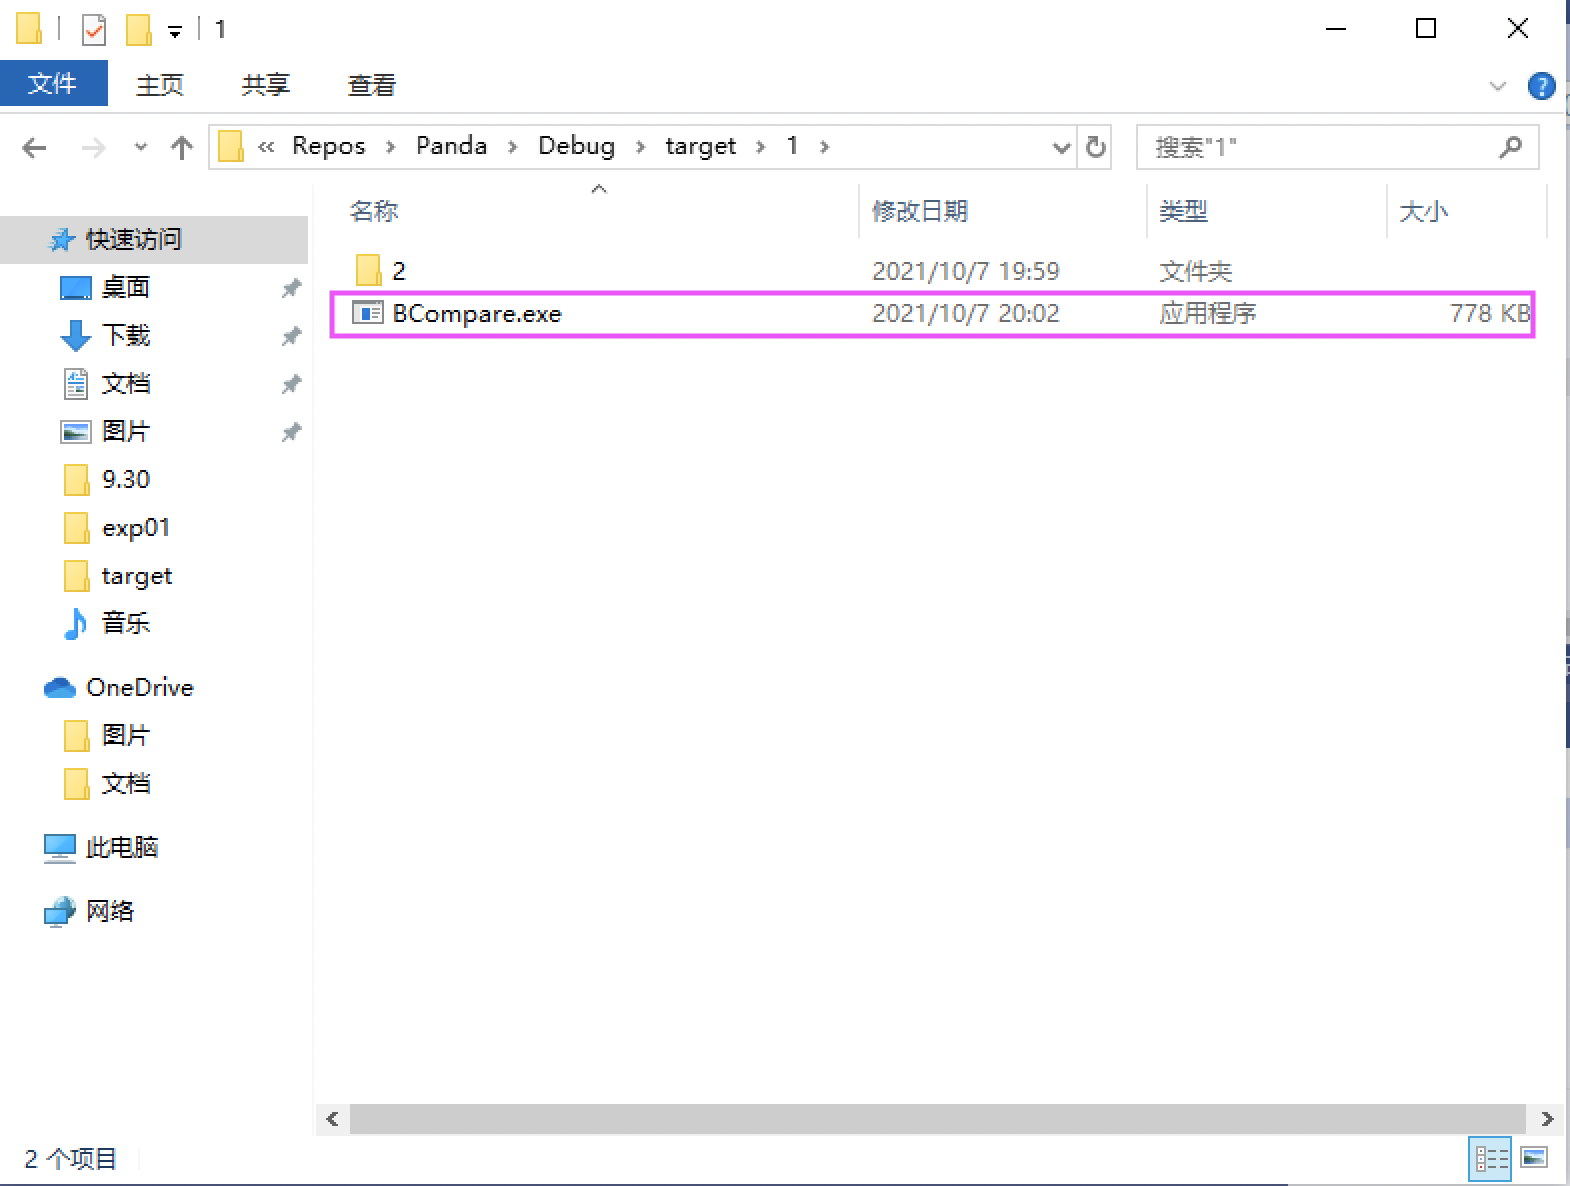 1
文件 主页 共享 查看
« Repos › Panda › Debug › target › 1 ›
搜索"1"
名称 修改日期 类型 大小
2 2021/10/7 19:59 文件夹
BCompare.exe 2021/10/7 20:02 应用程序 778 KB
快速访问
桌面
下载
文档
图片
9.30
exp01
target
音乐
OneDrive
图片
文档
此电脑
网络
2 个项目